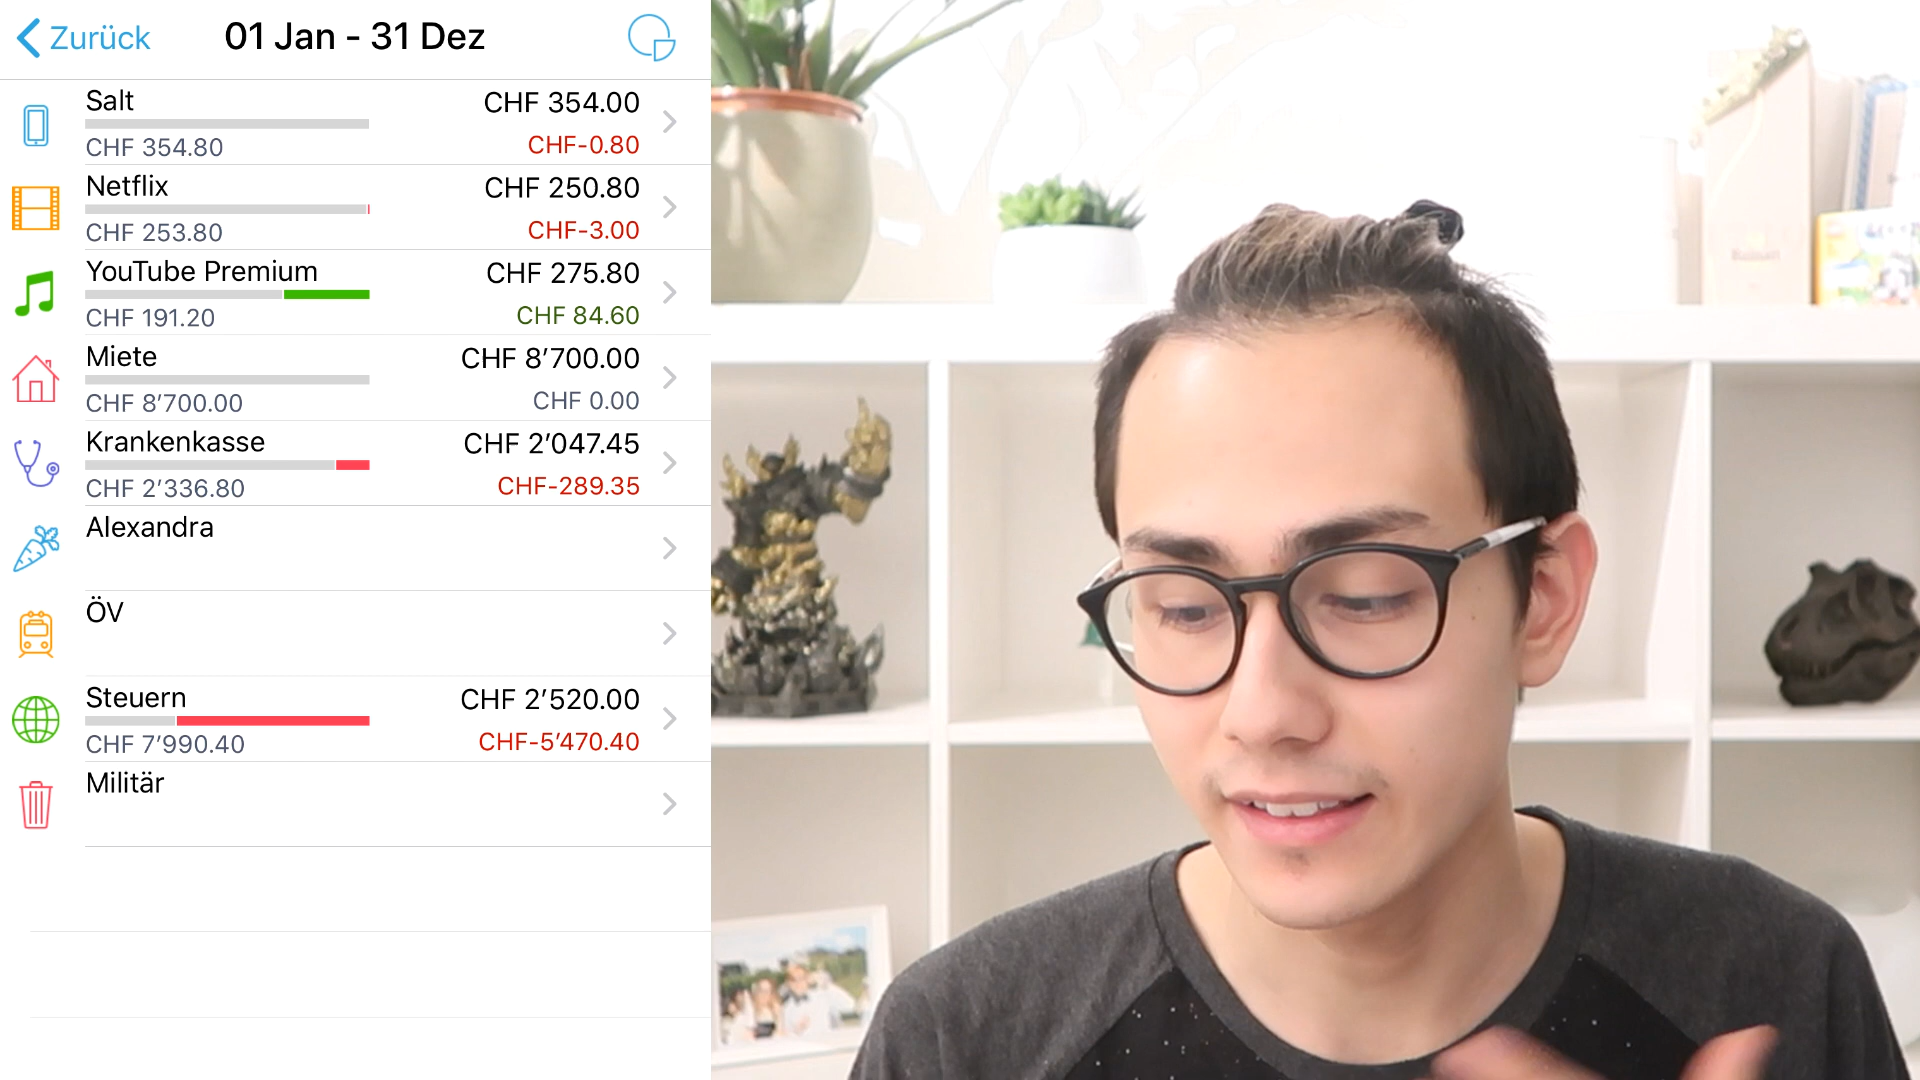 Zurück
01 Jan - 31 Dez
Salt
CHF 354.00
CHF 354.80
CHF-0.80
Netflix
CHF 250.80
CHF 253.80
CHF-3.00
YouTube Premium
CHF 275.80
CHF 191.20
CHF 84.60
Miete
CHF 8’700.00
CHF 8’700.00
CHF 0.00
Krankenkasse
CHF 2’047.45
CHF 2’336.80
CHF-289.35
Alexandra
ÖV
Steuern
CHF 2’520.00
CHF 7’990.40
CHF-5’470.40
Militär